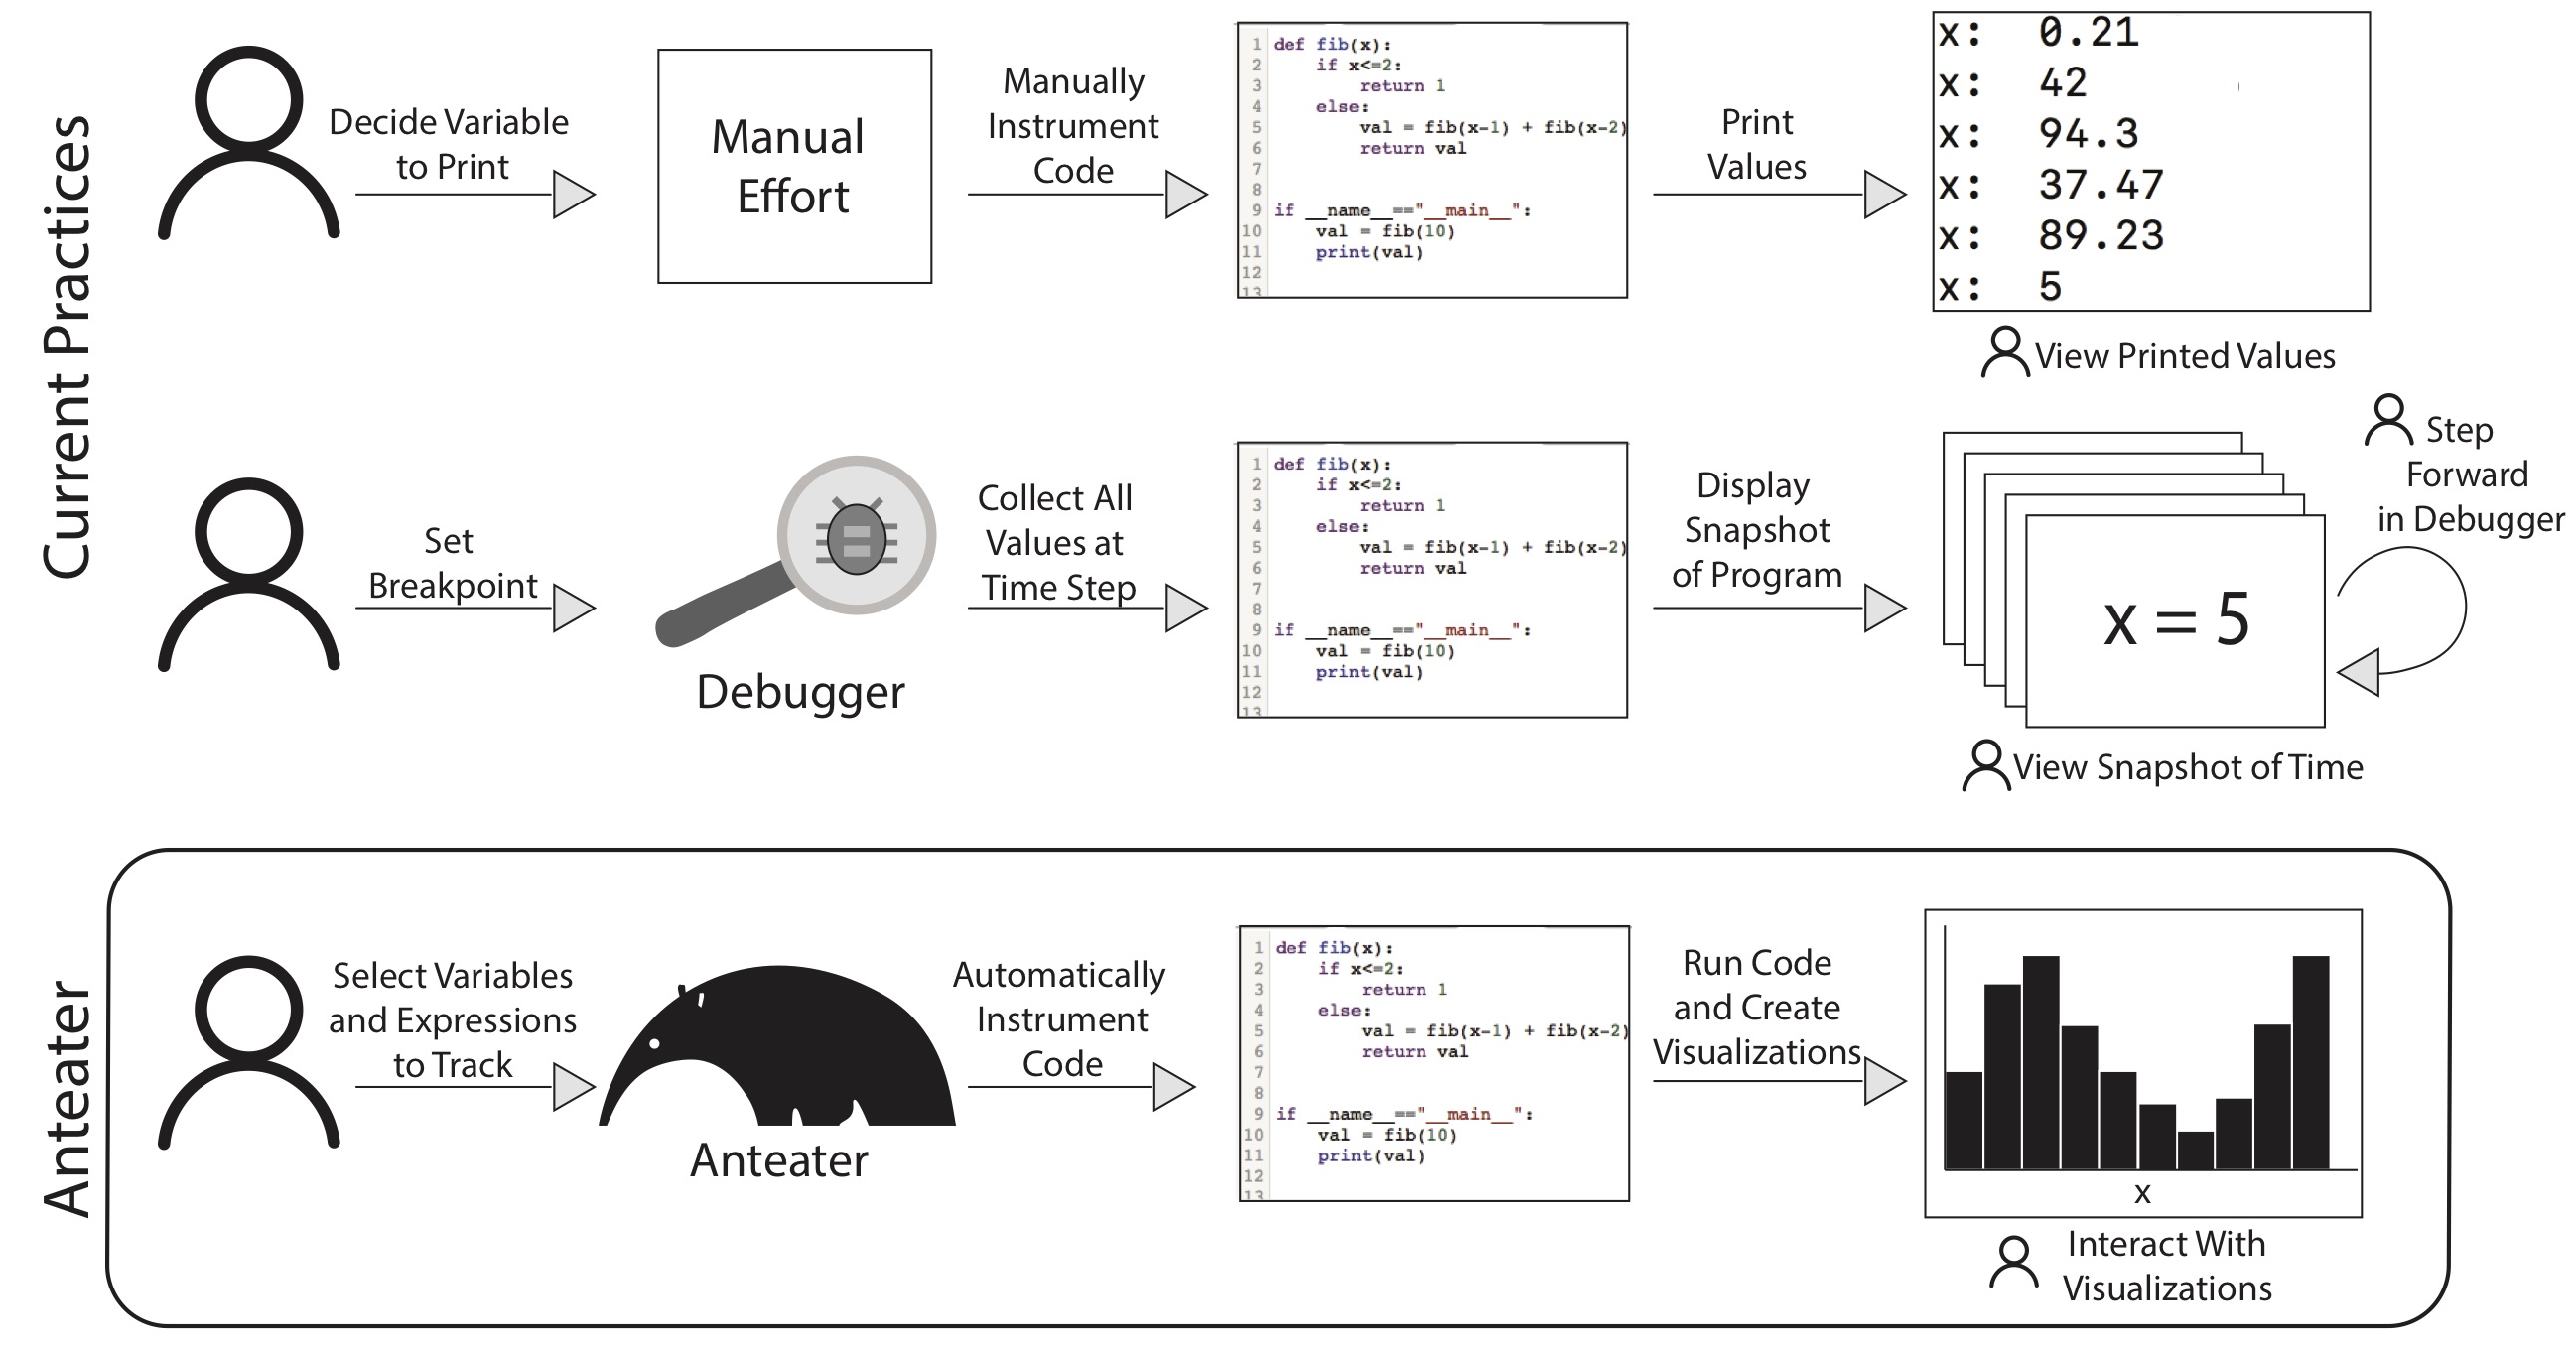 Current Practices
Decide Variable
to Print
Manual
Effort
Manually
Instrument
Code
1 def fib(x):
2 if x<=2:
3 return 1
4 else:
5 val = fib(x-1) + fib(x-2)
6 return val
7
8
9 if __name__=="__main__":
10 val = fib(10)
11 print(val)
12
13
Print
Values
x: 0.21
x: 42
x: 94.3
x: 37.47
x: 89.23
x: 5
View Printed Values
Set
Breakpoint
Debugger
Collect All
Values at
Time Step
1 def fib(x):
2 if x<=2:
3 return 1
4 else:
5 val = fib(x-1) + fib(x-2)
6 return val
7
8
9 if __name__=="__main__":
10 val = fib(10)
11 print(val)
12
13
Display
Snapshot
of Program
x = 5
Step
Forward
in Debugger
View Snapshot of Time
Anteater
Select Variables
and Expressions
to Track
Anteater
Automatically
Instrument
Code
1 def fib(x):
2 if x<=2:
3 return 1
4 else:
5 val = fib(x-1) + fib(x-2)
6 return val
7
8
9 if __name__=="__main__":
10 val = fib(10)
11 print(val)
12
13
Run Code
and Create
Visualizations
x
Interact With
Visualizations